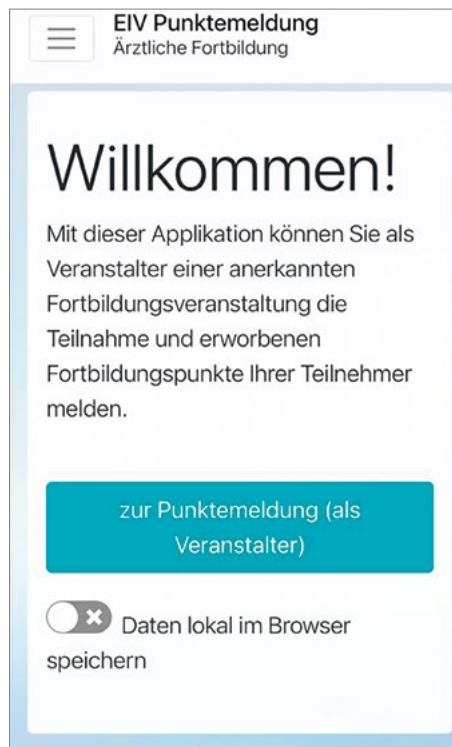 EIV Punktemeldung
Ärztliche Fortbildung
Willkommen!
Mit dieser Applikation können Sie als
Veranstalter einer anerkannten
Fortbildungsveranstaltung die
Teilnahme und erworbenen
Fortbildungspunkte Ihrer Teilnehmer
melden.
zur Punktemeldung (als
Veranstalter)
Daten lokal im Browser
speichern